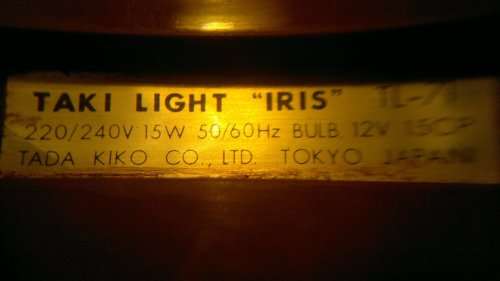 TAKI LIGHT "IRIS"
220/240V 15W 50/60Hz BULB. 12V 15CP
TADA KIKO CO., LTD. TOKYO JAPAN